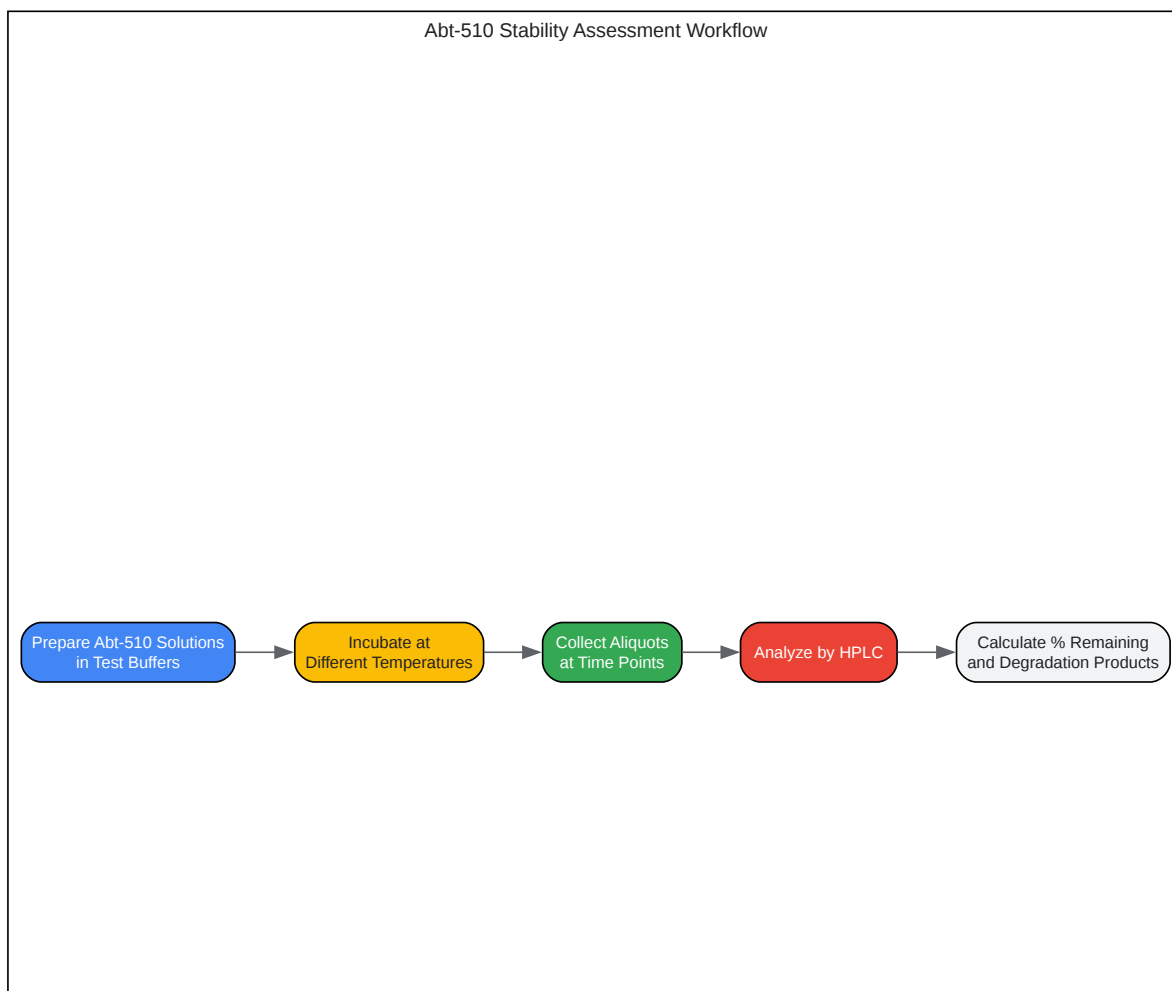 Abt-510 Stability Assessment Workflow
Prepare Abt-510 Solutions
in Test Buffers
Incubate at
Different Temperatures
Collect Aliquots
at Time Points
Analyze by HPLC
Calculate % Remaining
and Degradation Products